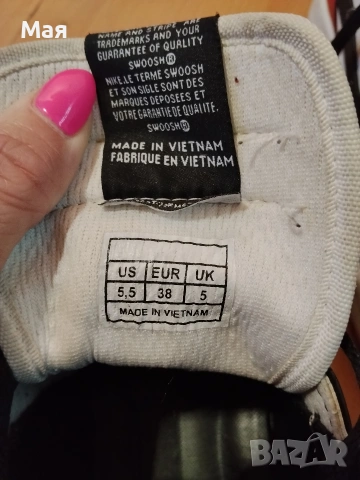 Мая
NAME AND STRIPE ARE
TRADEMARKS AND YOUR
GUARANTEE OF QUALITY
SWOOSH®
NIKE, LE TERME SWOOSH
ET SON SIGLE SONT DES
MARQUES DEPOSEES ET
VOTRE GARANTIE DE QUALITE.
SWOOSH®
MADE IN VIETNAM
FABRIQUE EN VIETNAM
US EUR UK
5,5 38 5
MADE IN VIETNAM
BAZAR